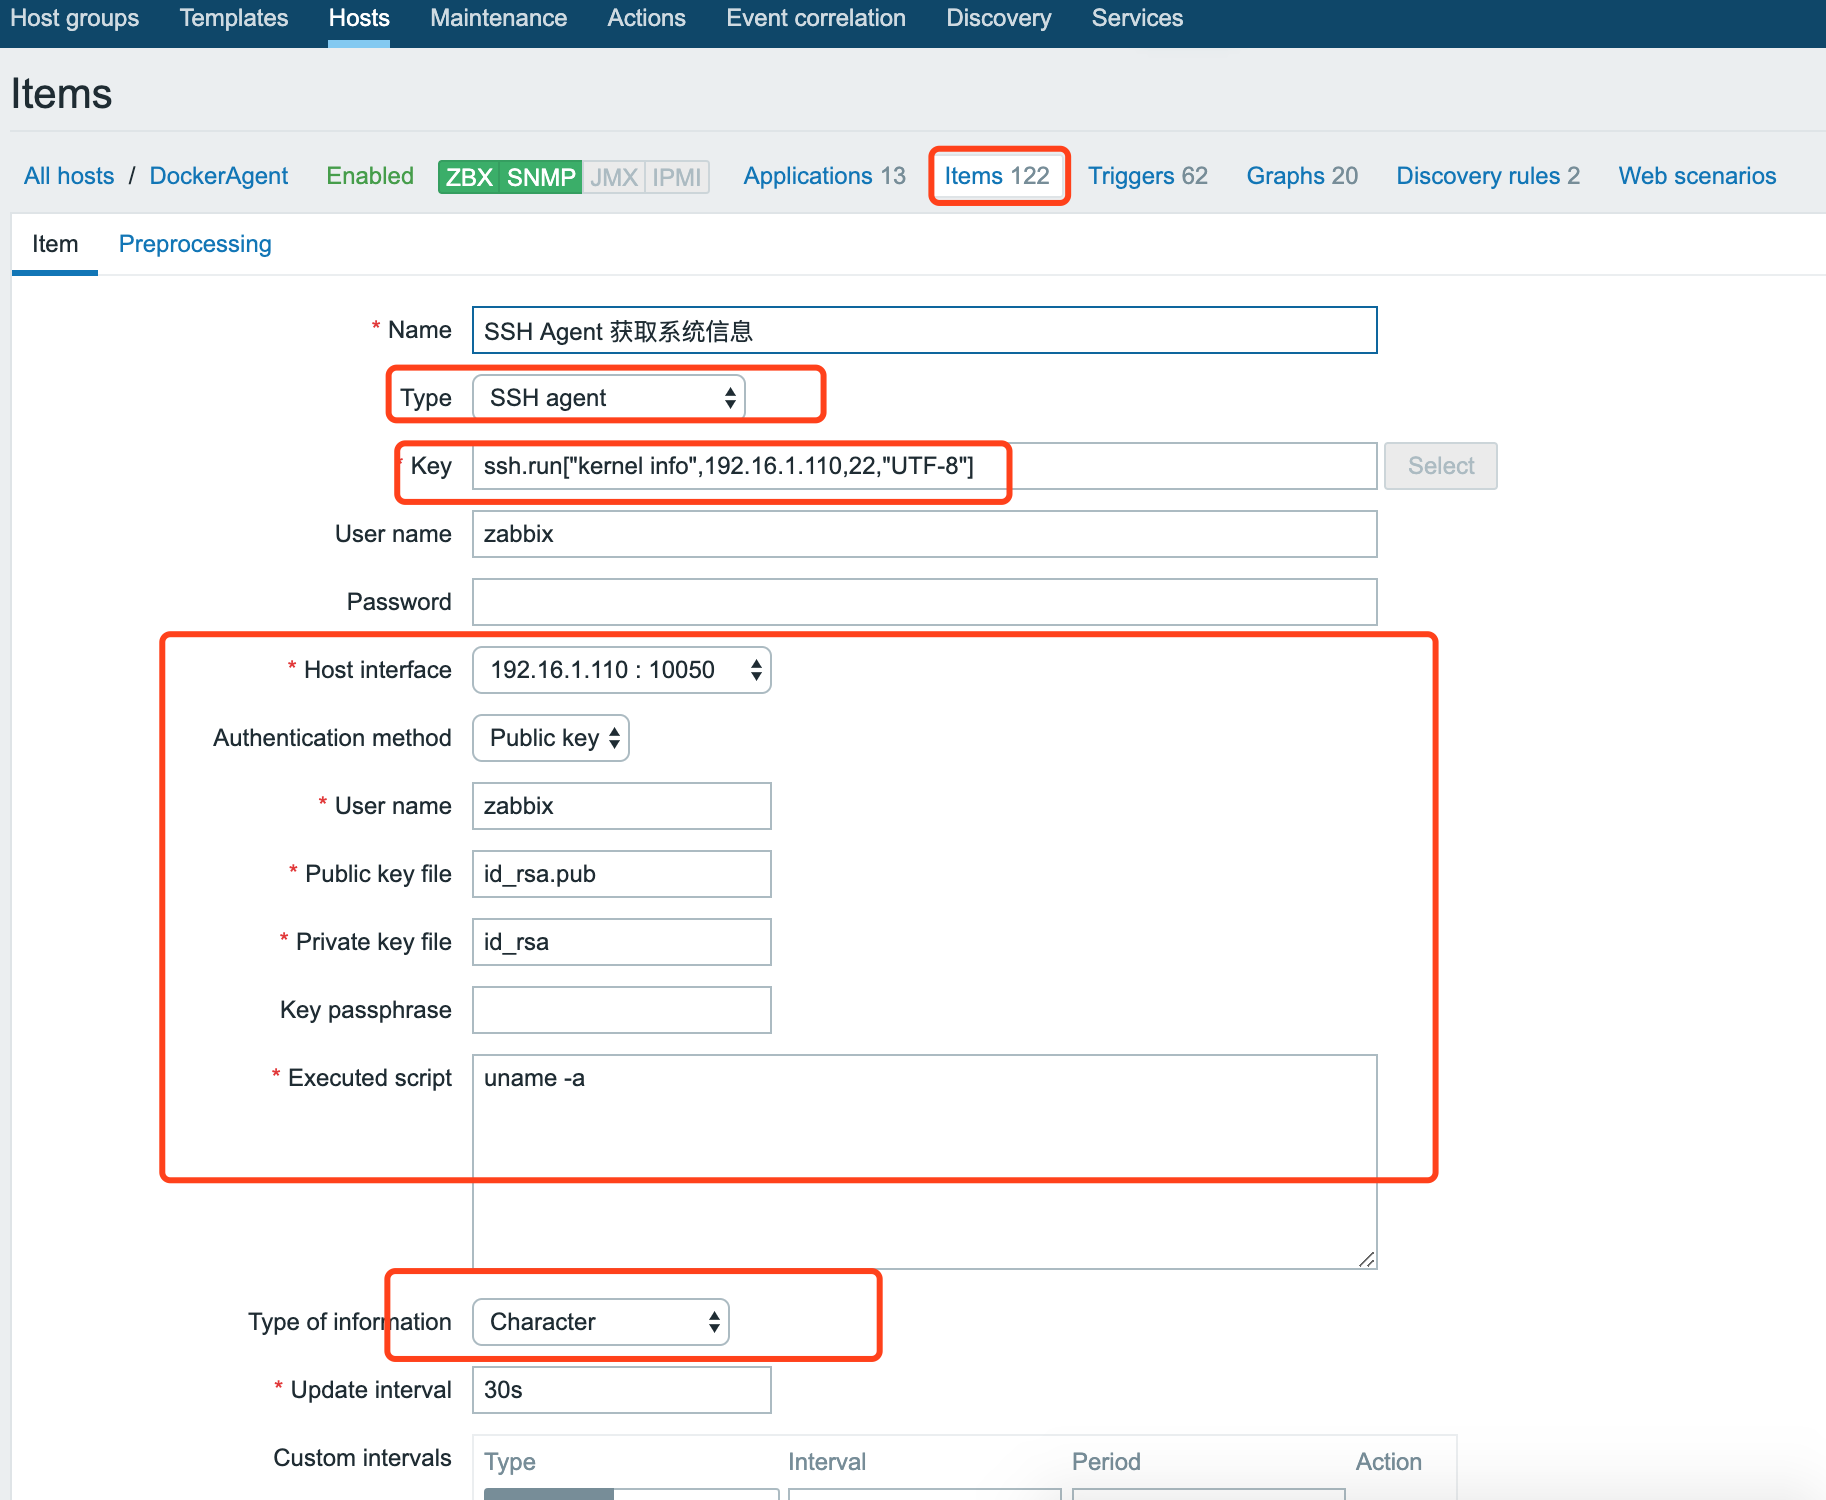 Host groups Templates Hosts Maintenance Actions Event correlation Discovery Services
Items
All hosts / DockerAgent Enabled ZBX SNMP JMX IPMI Applications 13 Items 122 Triggers 62 Graphs 20 Discovery rules 2 Web scenarios
Item Preprocessing
* Name SSH Agent 获取系统信息
Type SSH agent
* Key ssh.run["kernel info",192.16.1.110,22,"UTF-8"] Select
User name zabbix
Password
* Host interface 192.16.1.110 : 10050
Authentication method Public key
* User name zabbix
* Public key file id_rsa.pub
* Private key file id_rsa
Key passphrase
* Executed script uname -a
Type of information Character
* Update interval 30s
Custom intervals Type Interval Period Action